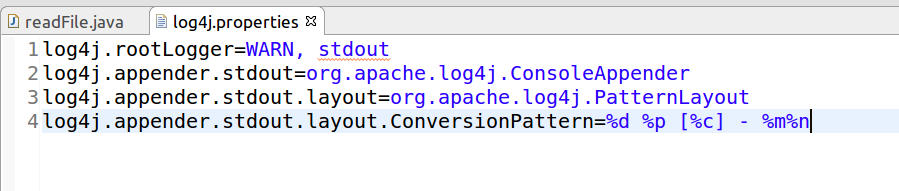 readFile.java log4j.properties
1 log4j.rootLogger=WARN, stdout
2 log4j.appender.stdout=org.apache.log4j.ConsoleAppender
3 log4j.appender.stdout.layout=org.apache.log4j.PatternLayout
4 log4j.appender.stdout.layout.ConversionPattern=%d %p [%c] - %m%n